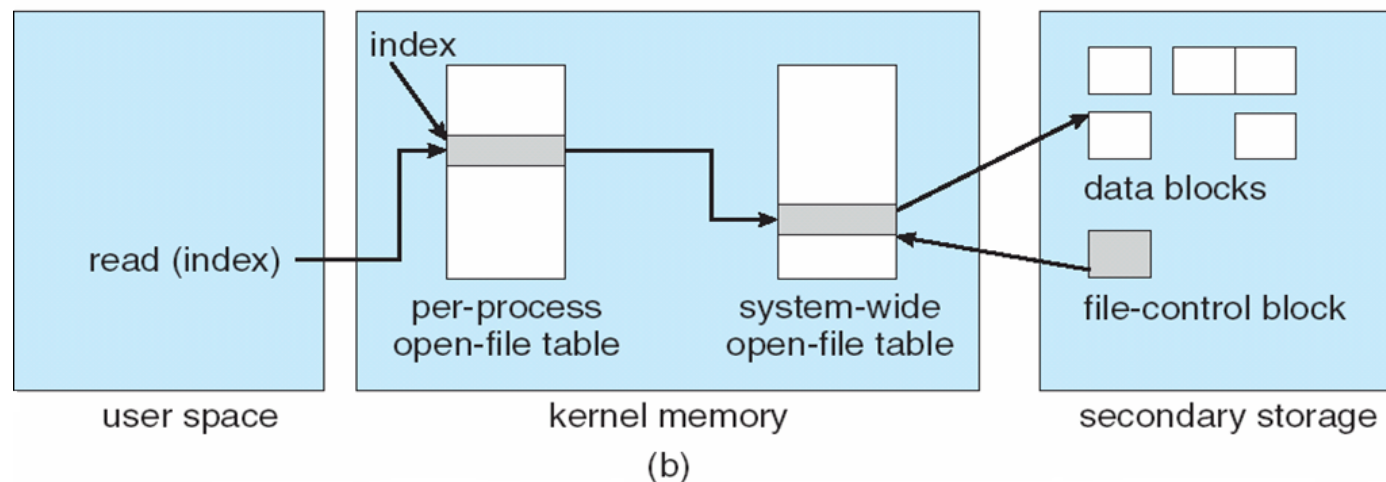 index
read (index)
per-process
open-file table
system-wide
open-file table
data blocks
file-control block
user space
kernel memory
secondary storage
(b)